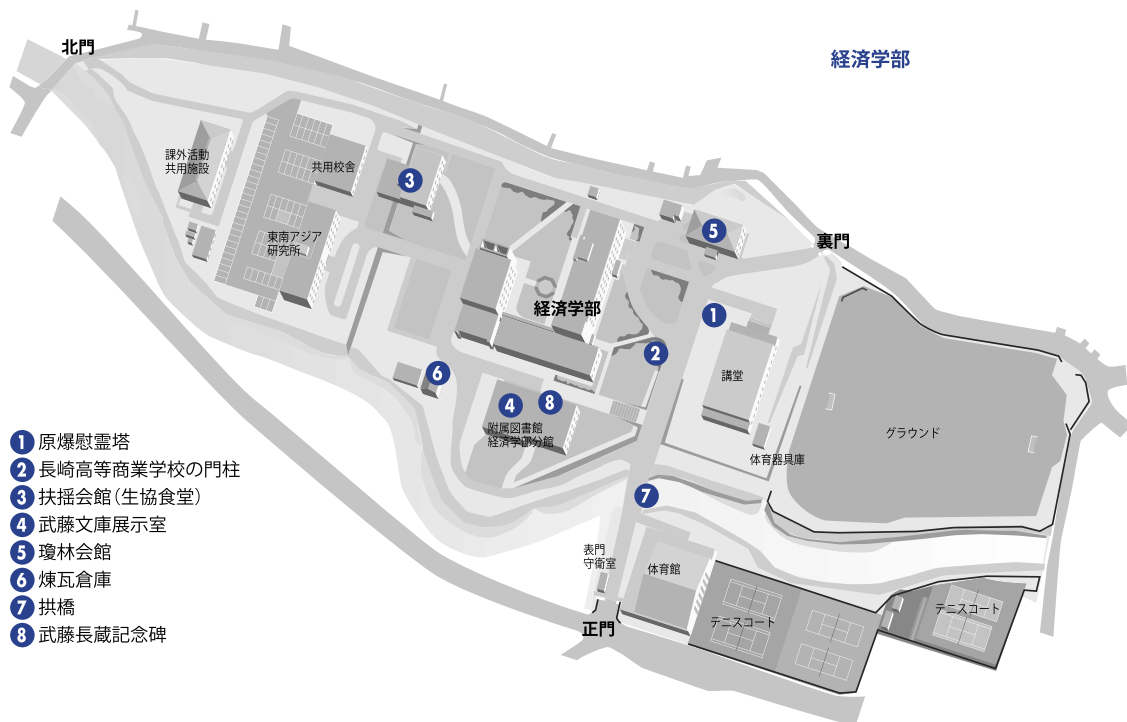 北門
経済学部
課外活動
共用施設
共用校舎
3
東南アジア
研究所
5
裏門
経済学部
1
2
講堂
6
4
8
附属図書館
経済学部分館
グラウンド
体育器具庫
7
表門
守衛室
体育館
正門
テニスコート
テニスコート
1 原爆慰霊塔
2 長崎高等商業学校の門柱
3 扶揺会館(生協食堂)
4 武藤文庫展示室
5 瓊林会館
6 煉瓦倉庫
7 拱橋
8 武藤長蔵記念碑